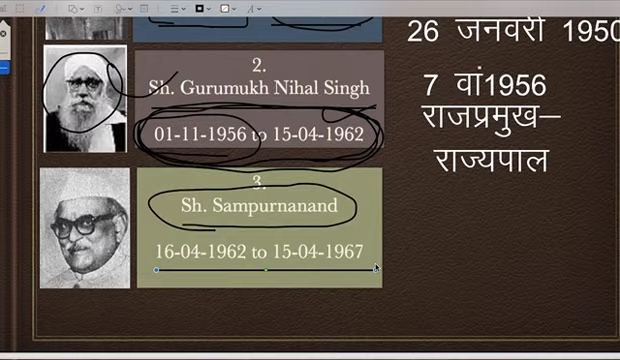 2.
Sh. Gurumukh Nihal Singh
01-11-1956 to 15-04-1962
3.
Sh. Sampurnanand
16-04-1962 to 15-04-1967
26 जनवरी 1950
7 वां1956
राजप्रमुख–
राज्यपाल